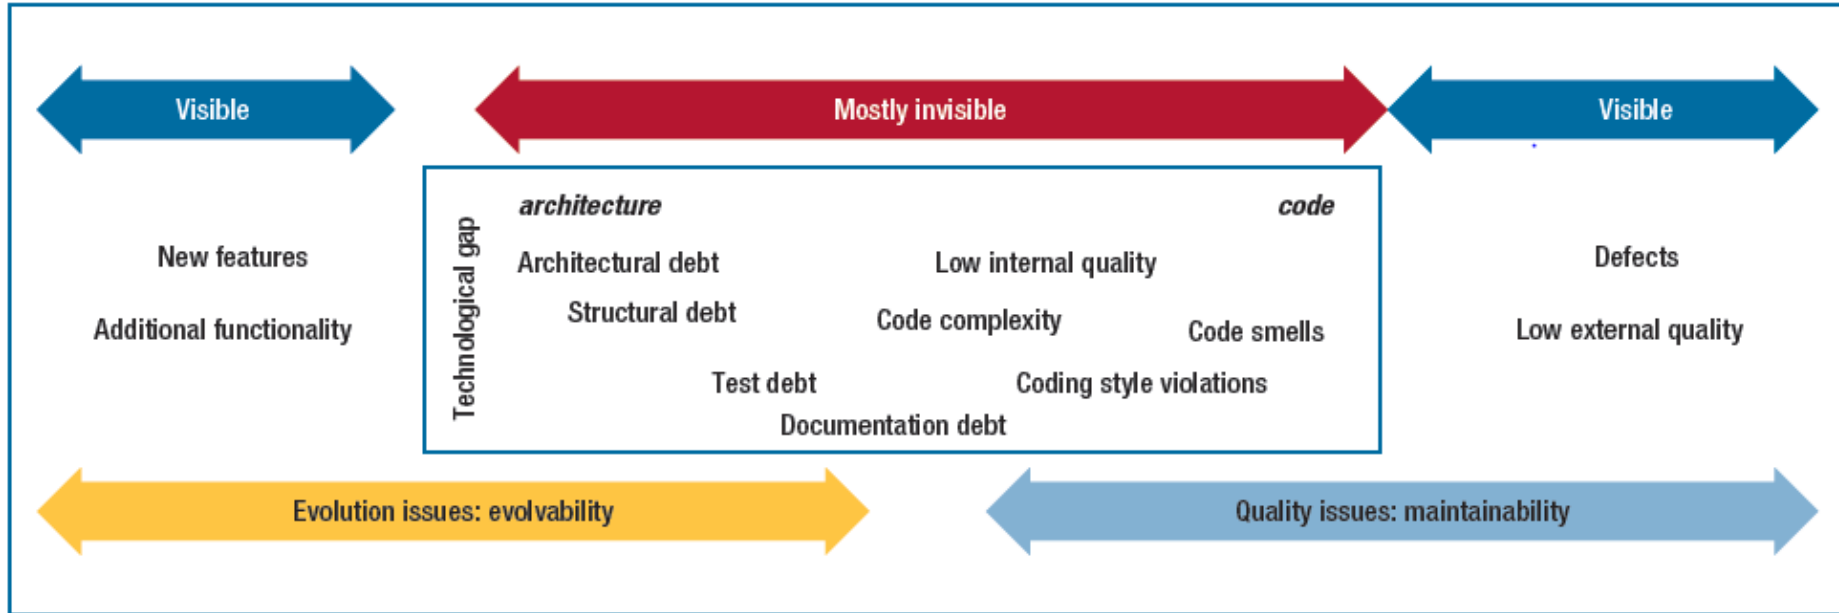 Visible
Mostly invisible
Visible
architecture
code
Technological gap
New features
Architectural debt
Low internal quality
Defects
Structural debt
Code complexity
Additional functionality
Code smells
Low external quality
Test debt
Coding style violations
Documentation debt
Evolution issues: evolvability
Quality issues: maintainability